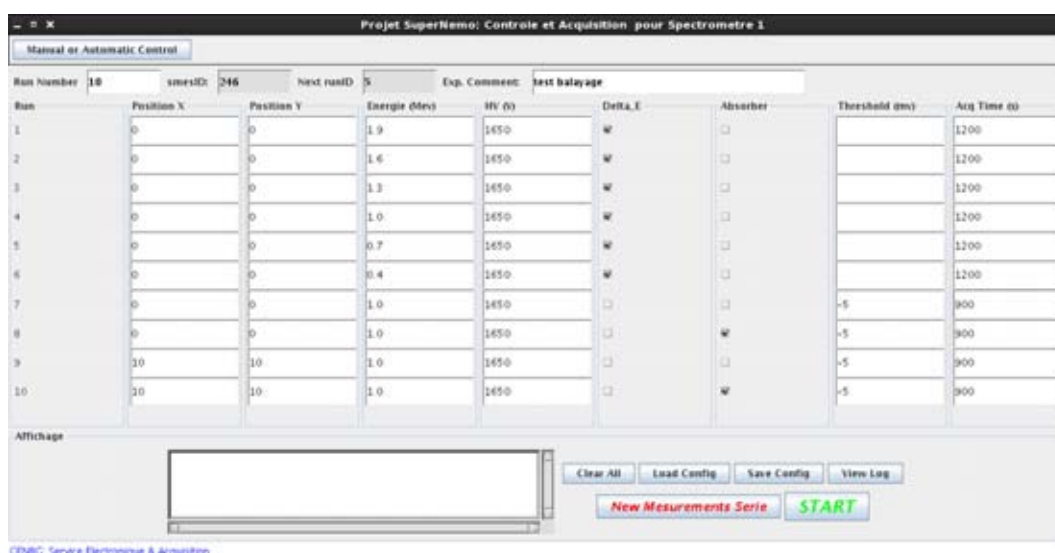 Projet SuperNemo: Controle et Acquisition pour Spectrometre 1
Manual or Automatic Control
Run Number 10 smesID: 246 Next runID 5 Exp. Comment: test balayage
Run Position X Position Y Energie (Mev) HV (V) Delta_E Absorber Threshold (mv) Acq Time (s)
1 0 0 1.9 1650 1200
2 0 0 1.6 1650 1200
3 0 0 1.3 1650 1200
4 0 0 1.0 1650 1200
5 0 0 0.7 1650 1200
6 0 0 0.4 1650 1200
7 0 0 1.0 1650 -5 900
8 0 0 1.0 1650 -5 900
9 10 10 1.0 1650 -5 900
10 10 10 1.0 1650 -5 900
Affichage
Clear All Load Config Save Config View Log
New Mesurements Serie START
CENBG: Service Electronique & Acquisition